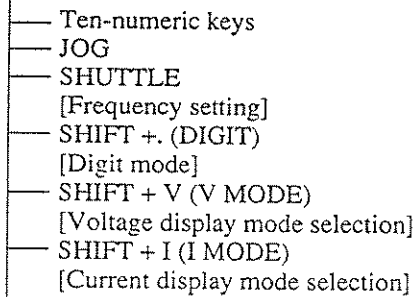 Ten-numeric keys
JOG
SHUTTLE
[Frequency setting]
SHIFT +. (DIGIT)
[Digit mode]
SHIFT + V (V MODE)
[Voltage display mode selection]
SHIFT + I (I MODE)
[Current display mode selection]